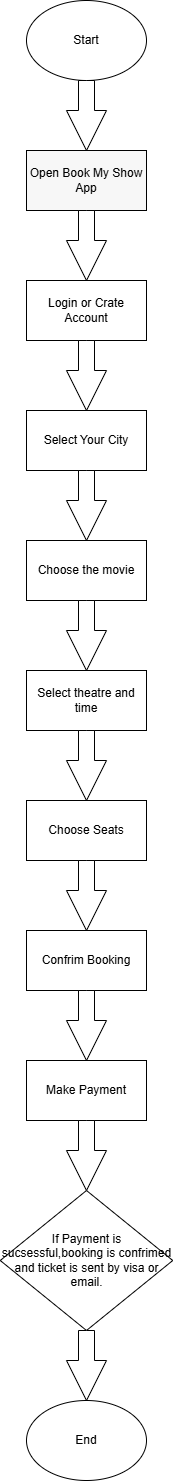 Start
Open Book My Show
App
Login or Crate
Account
Select Your City
Choose the movie
Select theatre and
time
Choose Seats
Confrim Booking
Make Payment
If Payment is
sucsessful,booking is confrimed
and ticket is sent by visa or
email.
End